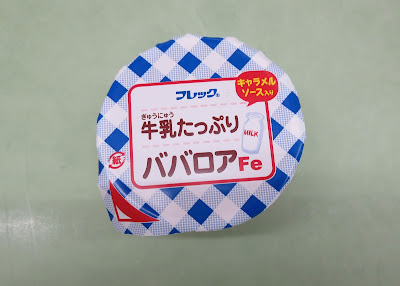 フレック®
キャラメル
ソース入り
ぎゅうにゅう
牛乳たっぷり
MILK
ババロアFe
紙